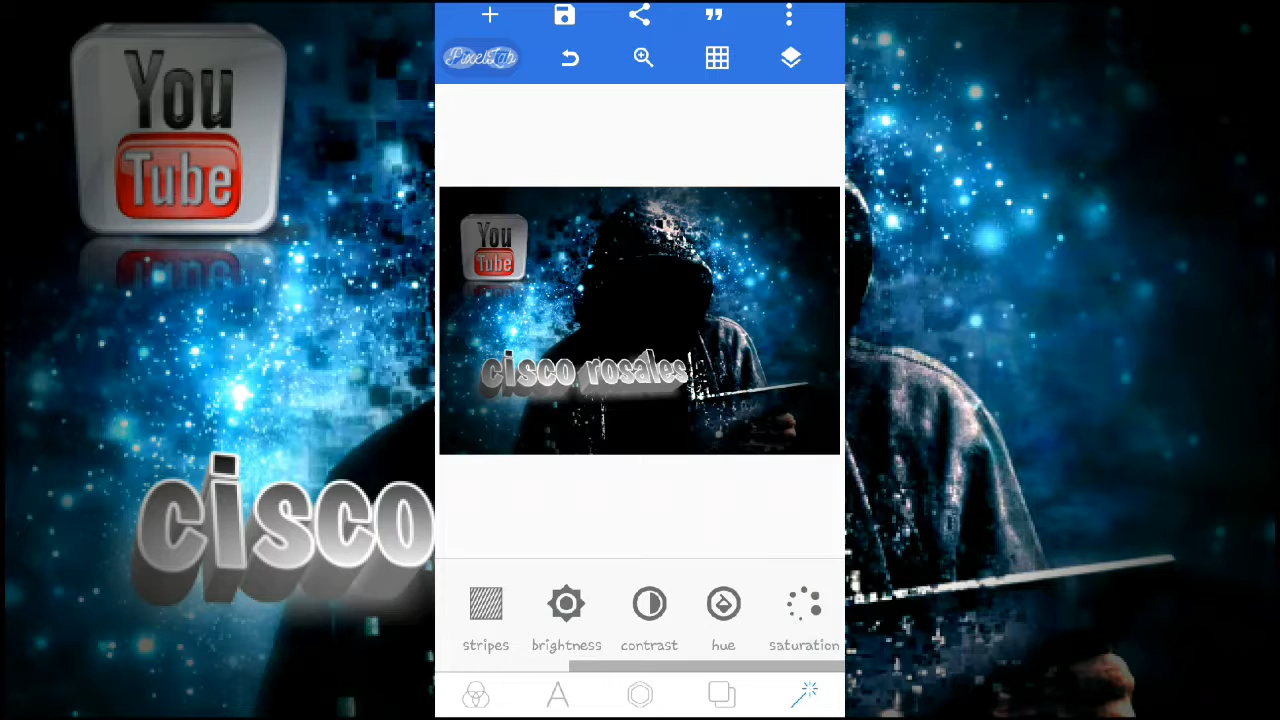 You
Tube
cisco
PixelLab
You
Tube
cisco rosales
stripes
brightness
contrast
hue
saturation